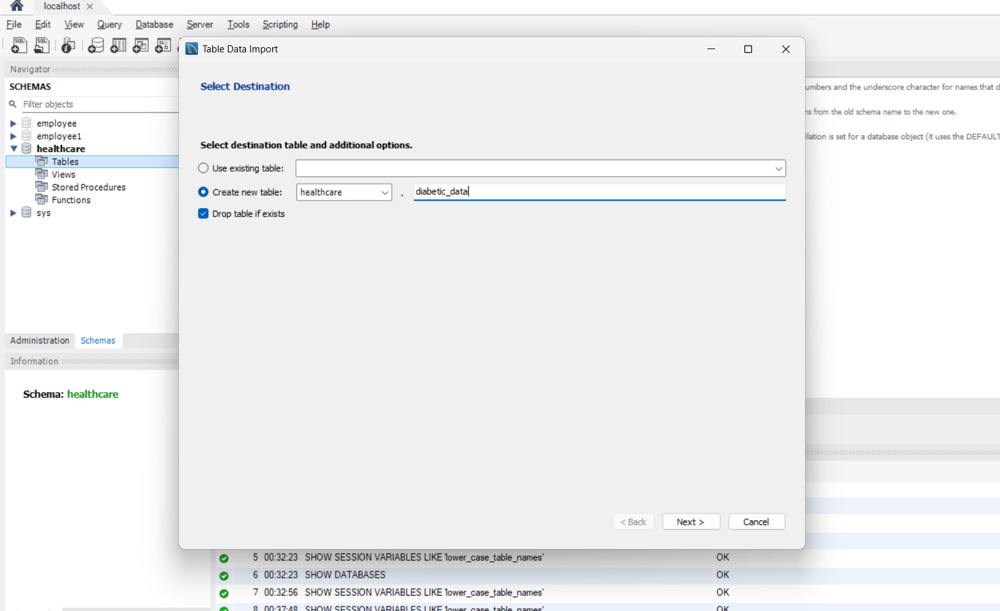 localhost
File Edit View Query Database Server Tools Scripting Help
SQL SQL
Navigator
SCHEMAS
Filter objects
employee
employee1
healthcare
Tables
Views
Stored Procedures
Functions
sys
Administration Schemas
Information
Schema: healthcare
Table Data Import
Select Destination
Select destination table and additional options.
Use existing table:
Create new table: healthcare . diabetic_data
Drop table if exists
< Back Next > Cancel
umbers and the underscore character for names that d
ns from the old schema name to the new one.
llation is set for a database object (it uses the DEFAULT
5 00:32:23 SHOW SESSION VARIABLES LIKE 'lower_case_table_names' OK
6 00:32:23 SHOW DATABASES OK
7 00:32:56 SHOW SESSION VARIABLES LIKE 'lower_case_table_names' OK
8 00:37:48 SHOW SESSION VARIABLES LIKE 'lower_case_table_names' OK